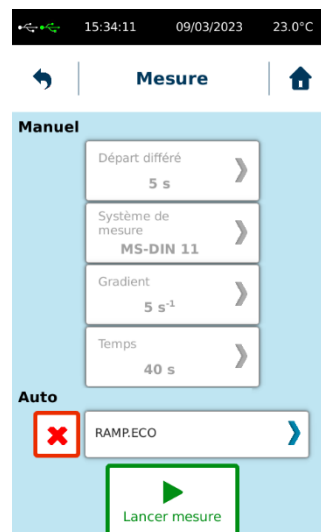 15:34:11 09/03/2023 23.0°C
Mesure
Manuel
Départ différé
5 s
Système de
mesure
MS-DIN 11
Gradient
5 s⁻¹
Temps
40 s
Auto
RAMP.ECO
Lancer mesure